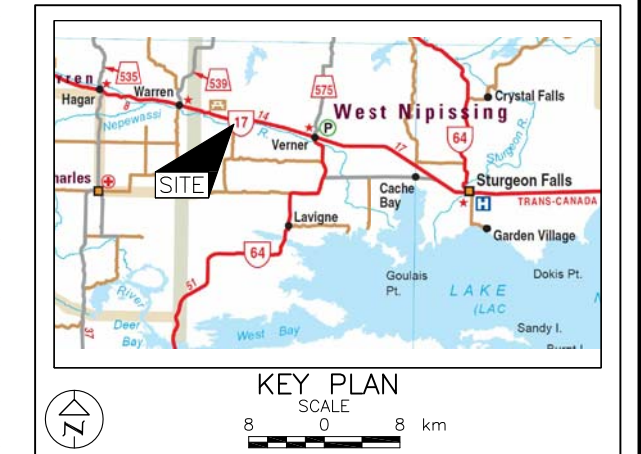 535
539
575
rren
Warren
Hagar
8
Nepewassi
14
17
R.
West Nipissing
Crystal Falls
Verner
P
64
Sturgeon R.
17
SITE
harles
Cache
Bay
Sturgeon Falls
H
TRANS-CANADA
Lavigne
Garden Village
64
Goulais
Pt.
Dokis Pt.
LAKE
(LAC
51
River
Deer
Bay
West Bay
Sandy I.
37
KEY PLAN
SCALE
8 0 8 km
N